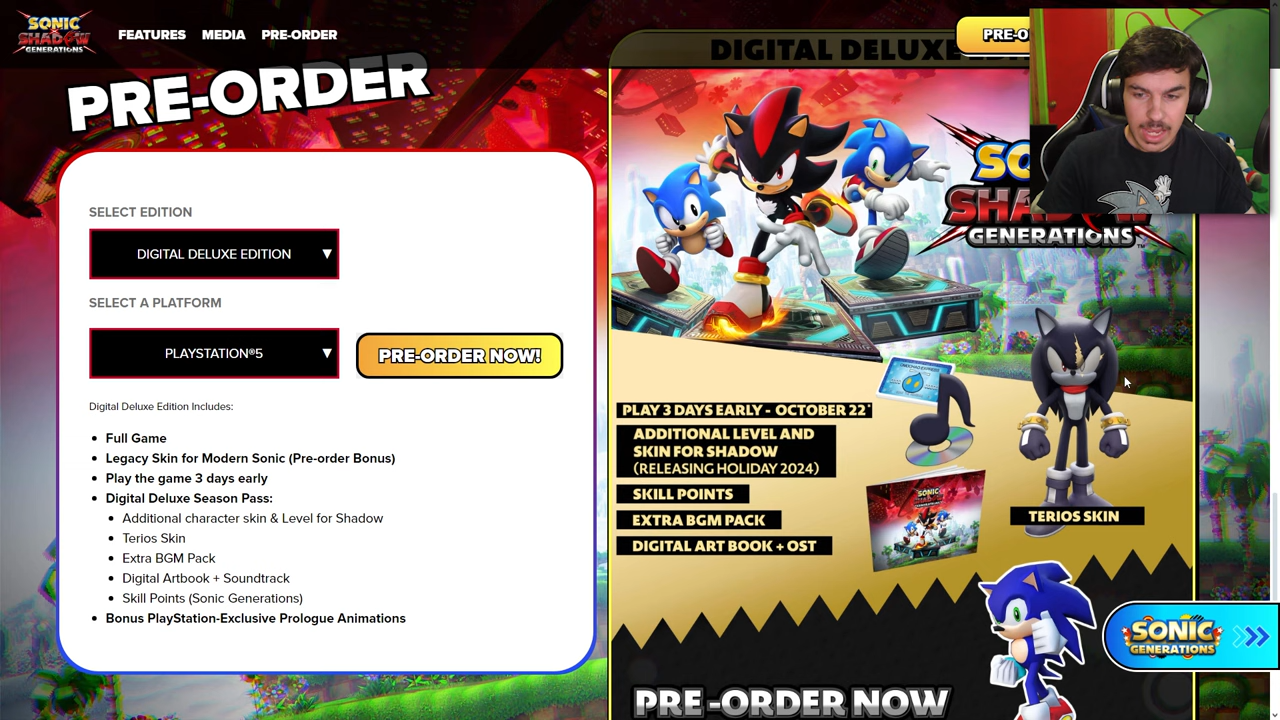 SONIC
SHADOW
GENERATIONS
FEATURES
MEDIA
PRE-ORDER
PRE-ORDER
SELECT EDITION
DIGITAL DELUXE EDITION ▼
SELECT A PLATFORM
PLAYSTATION®5 ▼
PRE-ORDER NOW!
Digital Deluxe Edition Includes:
• Full Game
• Legacy Skin for Modern Sonic (Pre-order Bonus)
• Play the game 3 days early
• Digital Deluxe Season Pass:
• Additional character skin & Level for Shadow
• Terios Skin
• Extra BGM Pack
• Digital Artbook + Soundtrack
• Skill Points (Sonic Generations)
• Bonus PlayStation-Exclusive Prologue Animations
DIGITAL DELUXE
GENERATIONS™
PLAY 3 DAYS EARLY - OCTOBER 22*
ADDITIONAL LEVEL AND
SKIN FOR SHADOW
(RELEASING HOLIDAY 2024)
SKILL POINTS
EXTRA BGM PACK
DIGITAL ART BOOK + OST
TERIOS SKIN
PRE-ORDER NOW
SONIC
GENERATIONS